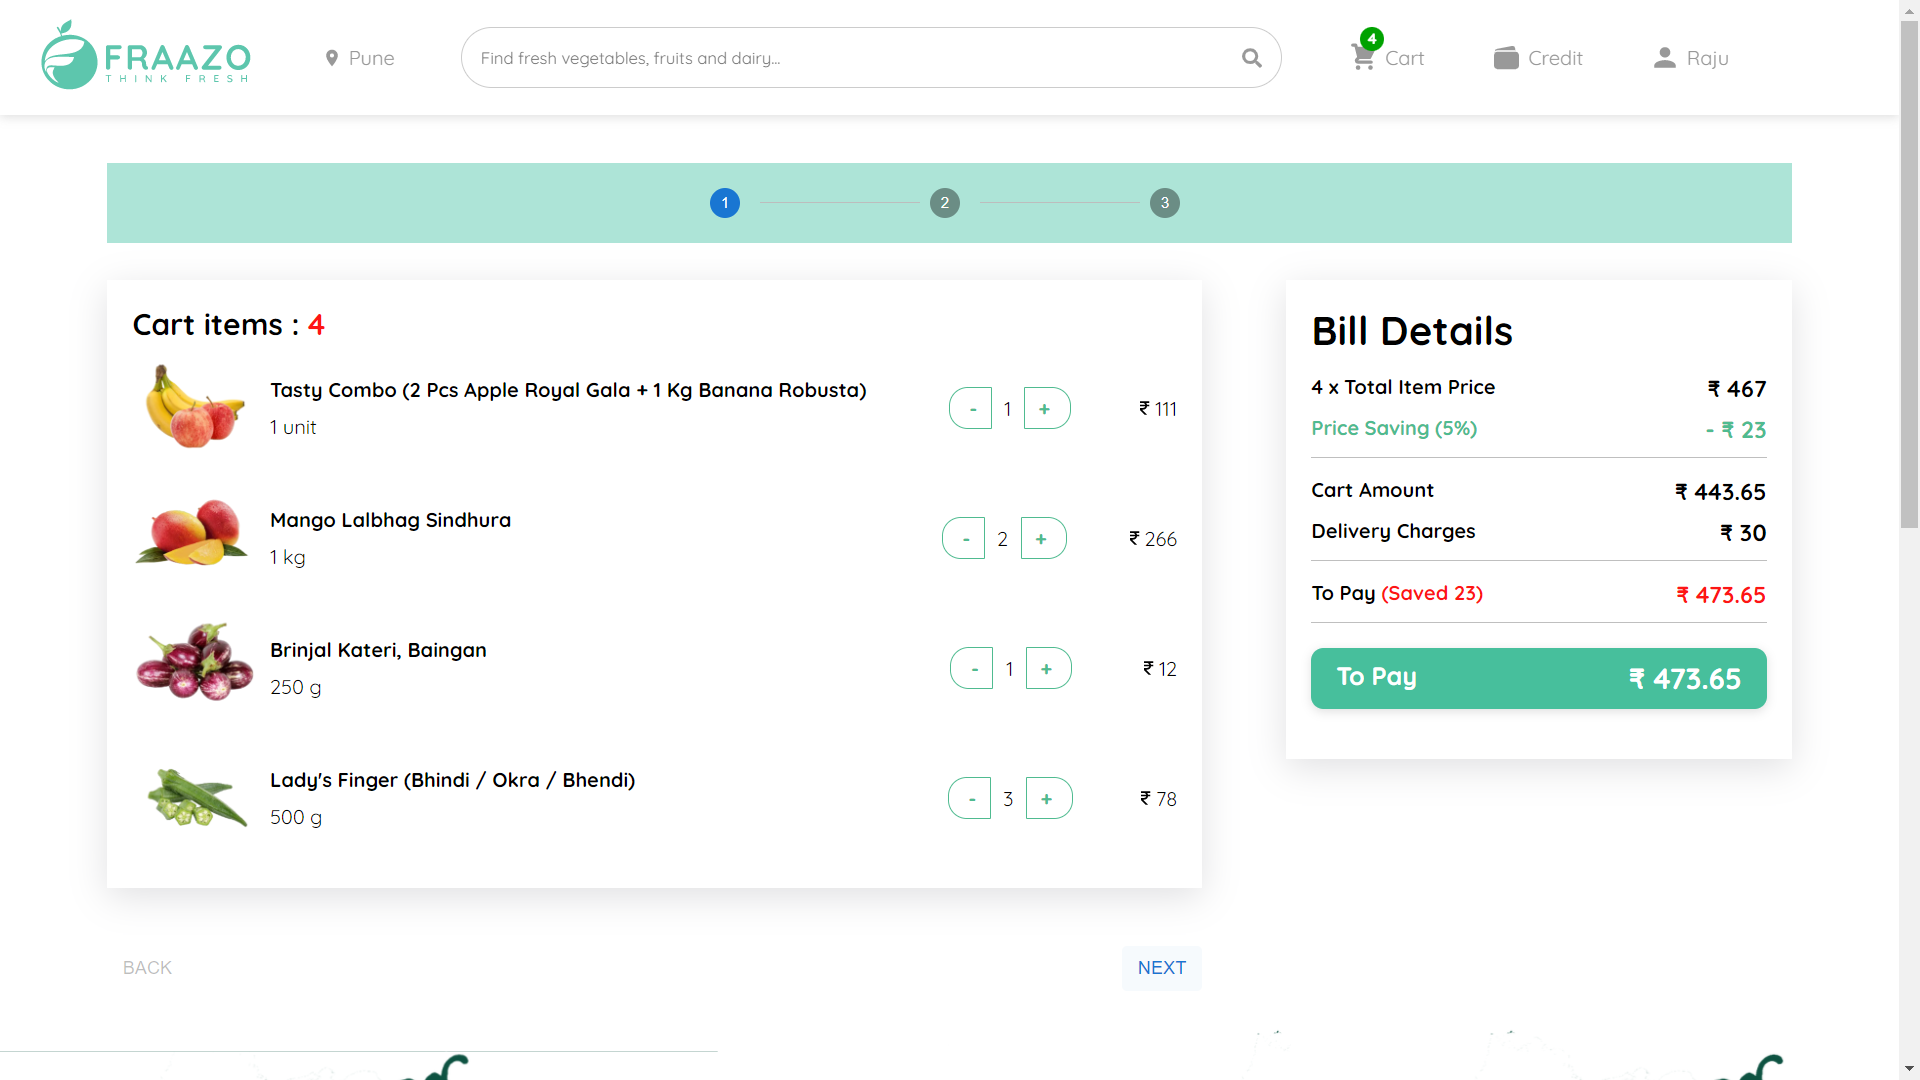 FRAAZO
THINK FRESH
Pune
Find fresh vegetables, fruits and dairy...
4
Cart
Credit
Raju
1
2
3
Cart items : 4
Tasty Combo (2 Pcs Apple Royal Gala + 1 Kg Banana Robusta)
1 unit
- 1 +
₹ 111
Mango Lalbhag Sindhura
1 kg
- 2 +
₹ 266
Brinjal Kateri, Baingan
250 g
- 1 +
₹ 12
Lady's Finger (Bhindi / Okra / Bhendi)
500 g
- 3 +
₹ 78
BACK
NEXT
Bill Details
4 x Total Item Price ₹ 467
Price Saving (5%) - ₹ 23
Cart Amount ₹ 443.65
Delivery Charges ₹ 30
To Pay (Saved 23) ₹ 473.65
To Pay ₹ 473.65